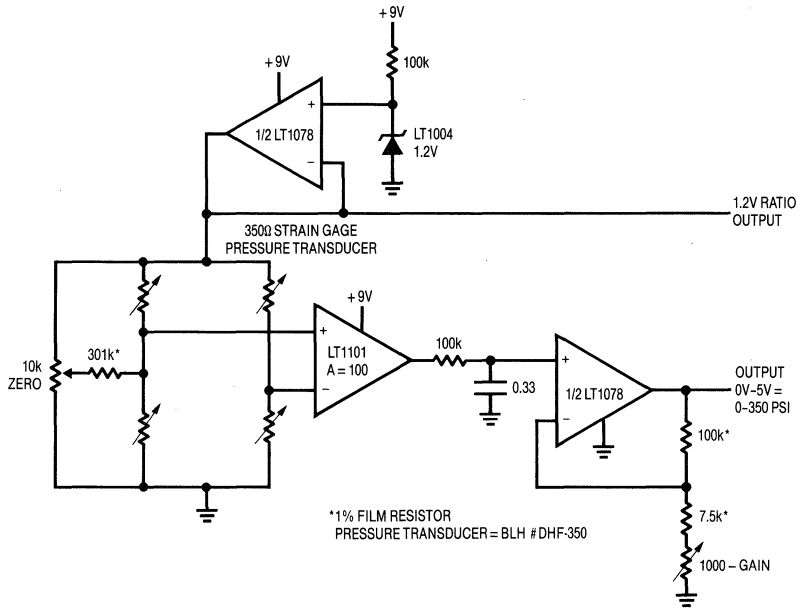 +9V
+9V
100k
+
1/2 LT1078
−
LT1004
1.2V
1.2V RATIO
OUTPUT
350Ω STRAIN GAGE
PRESSURE TRANSDUCER
+9V
10k
ZERO
301k*
+
LT1101
A = 100
−
100k
0.33
+
1/2 LT1078
−
OUTPUT
0V–5V =
0–350 PSI
100k*
7.5k*
1000 – GAIN
*1% FILM RESISTOR
PRESSURE TRANSDUCER = BLH #DHF-350